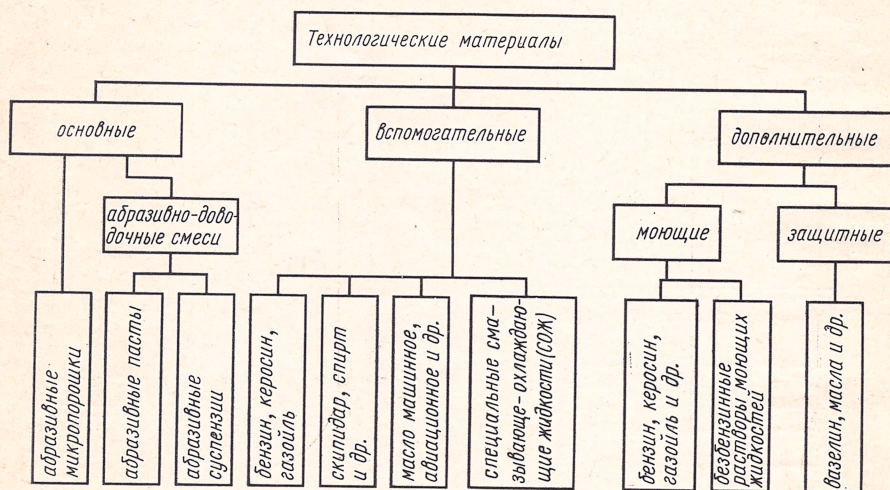 Технологические материалы
основные
вспомогательные
дополнительные
абразивно-дово-
дочные смеси
моющие
защитные
абразивные
микропорошки
абразивные пасты
абразивные
суспензии
бензин, керосин,
газойль
скипидар, спирт
и др.
масло машинное,
авиационное и др.
специальные сма-
зывающе-охлаждаю-
щие жидкости (СОЖ)
бензин, керосин,
газойль и др.
безбензинные
растворы моющих
жидкостей
вазелин, масла и др.